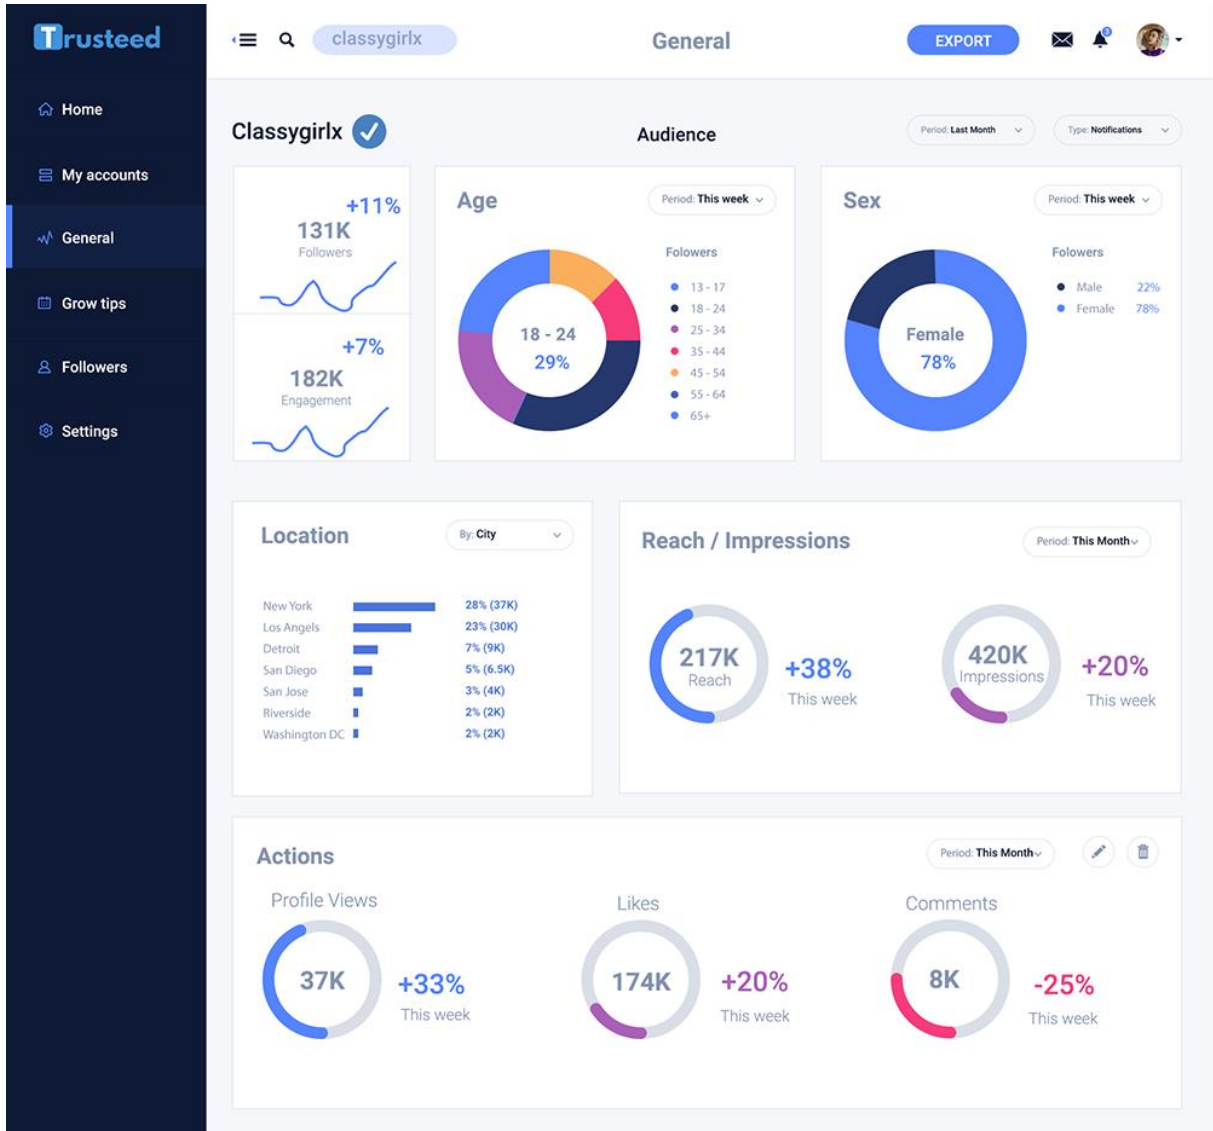 Trusteed
classygirlx
General
EXPORT
3
Home
My accounts
General
Grow tips
Followers
Settings
Classygirlx
Audience
Period: Last Month
Type: Notifications
+11%
131K
Followers
+7%
182K
Engagement
Age
Period: This week
18 - 24
29%
Folowers
13 - 17
18 - 24
25 - 34
35 - 44
45 - 54
55 - 64
65+
Sex
Period: This week
Female
78%
Folowers
Male 22%
Female 78%
Location
By: City
New York 28% (37K)
Los Angels 23% (30K)
Detroit 7% (9K)
San Diego 5% (6.5K)
San Jose 3% (4K)
Riverside 2% (2K)
Washington DC 2% (2K)
Reach / Impressions
Period: This Month
217K
Reach
+38%
This week
420K
Impressions
+20%
This week
Actions
Period: This Month
Profile Views
37K
+33%
This week
Likes
174K
+20%
This week
Comments
8K
-25%
This week